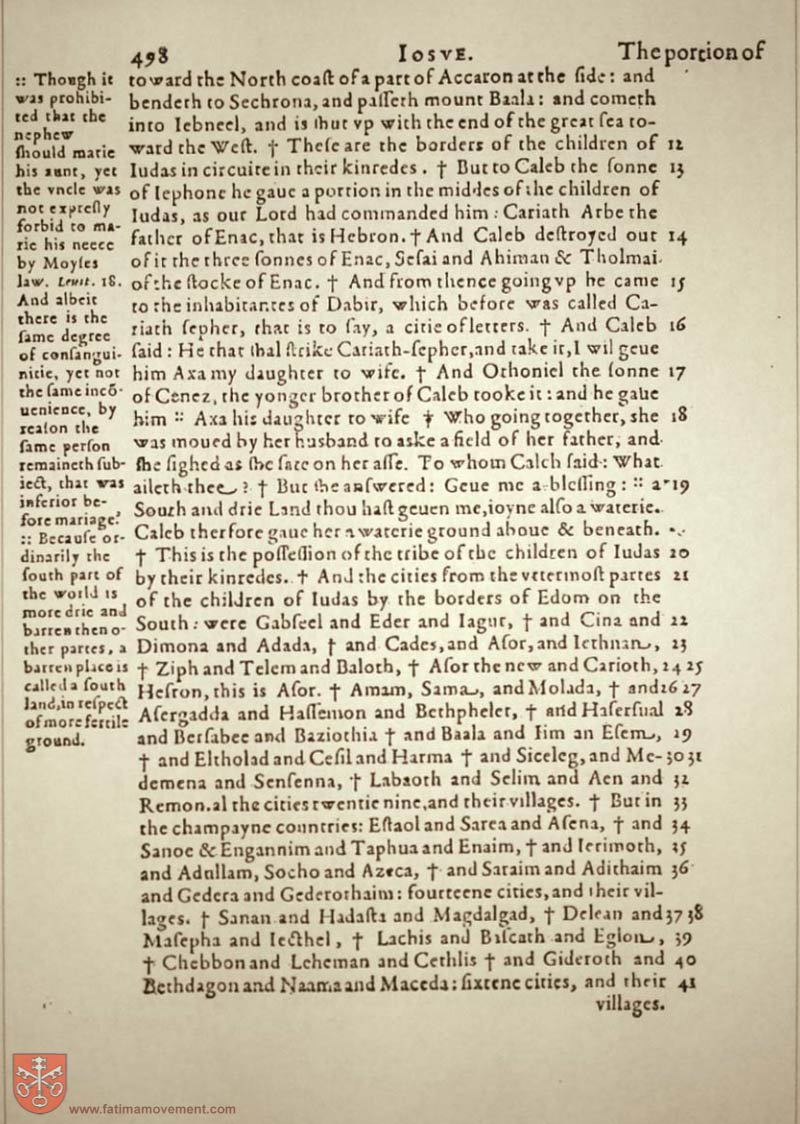 498 IOSVE. The portion of
:: Though it
was prohibi-
ted that the
nephew
ſhould marie
his aunt, yet
the vncle was
not expreſly
forbid to ma-
rie his neece
by Moyſes
law. Leuit. 18.
And albeit
there is the
ſame degree
of conſangui-
nitie, yet not
the ſame incō-
uenience, by
reaſon the
ſame perſon
remaineth ſub-
iect, that was
inferior be-
fore mariage.
:: Becauſe or-
dinarily the
ſouth part of
the world is
more drie and
barren then o-
ther partes, a
barren place is
called a ſouth
land, in reſpect
of more fertile
ground.
toward the North coaſt of a part of Accaron at the ſide: and
bendeth to Sechrona, and paſſeth mount Baala: and cometh
into Iebneel, and is ſhut vp with the end of the great ſea to-
ward the Weſt. † Theſe are the borders of the children of 12
Iudas in circuite in their kinredes. † But to Caleb the ſonne 13
of Iephone he gaue a portion in the middes of the children of
Iudas, as our Lord had commanded him: Cariath Arbe the
father of Enac, that is Hebron. † And Caleb deſtroyed out 14
of it the three ſonnes of Enac, Seſai and Ahiman & Tholmai
of the ſtocke of Enac. † And from thence going vp he came 15
to the inhabitantes of Dabir, which before was called Ca-
riath ſepher, that is to ſay, a citie of letters. † And Caleb 16
ſaid: He that ſhal ſtrike Cariath-ſepher, and take it, I wil geue
him Axa my daughter to wife. † And Othoniel the ſonne 17
of Cenez, the yonger brother of Caleb tooke it: and he gaue
him :: Axa his daughter to wife † Who going together, ſhe 18
was moued by her husband to aske a field of her father, and
ſhe ſighed as ſhe ſate on her aſſe. To whom Caleb ſaid: What
aileth thee? † But ſhe anſwered: Geue me a bleſſing: :: a 19
South and drie Land thou haſt geuen me, ioyne alſo a waterie.
Caleb therfore gaue her a waterie ground aboue & beneath.
† This is the poſſeſſion of the tribe of the children of Iudas 20
by their kinredes. † And the cities from the vttermoſt partes 21
of the children of Iudas by the borders of Edom on the
South: were Gabſeel and Eder and Iagur, † and Cina and 22
Dimona and Adada, † and Cades, and Aſor, and Iethnan, 23
† Ziph and Telem and Baloth, † Aſor the new and Carioth, 24 25
Heſron, this is Aſor. † Amam, Sama, and Molada, † and 26 27
Aſergadda and Haſſemon and Bethphelet, † and Haſerſual 28
and Berſabee and Baziothia † and Baala and Iim an Eſem, 29
† and Eltholad and Ceſil and Harma † and Siceleg, and Me- 30 31
demena and Senſenna, † Labaoth and Selim and Aen and 32
Remon. al the cities twentie nine, and their villages. † But in 33
the champayne countries: Eſtaol and Sarea and Aſena, † and 34
Sanoe & Engannim and Taphua and Enaim, † and Ierimoth, 35
and Adullam, Socho and Azeca, † and Saraim and Adithaim 36
and Gedera and Gederothaim: fourteene cities, and their vil-
lages. † Sanan and Hadaſta and Magdalgad, † Delean and 37 38
Maſepha and Iecthel, † Lachis and Baſcath and Eglon, 39
† Chebbon and Leheman and Cethlis † and Gideroth and 40
Bethdagon and Naama and Maceda: ſixtene cities, and their 41
villages.
www.fatimamovement.com